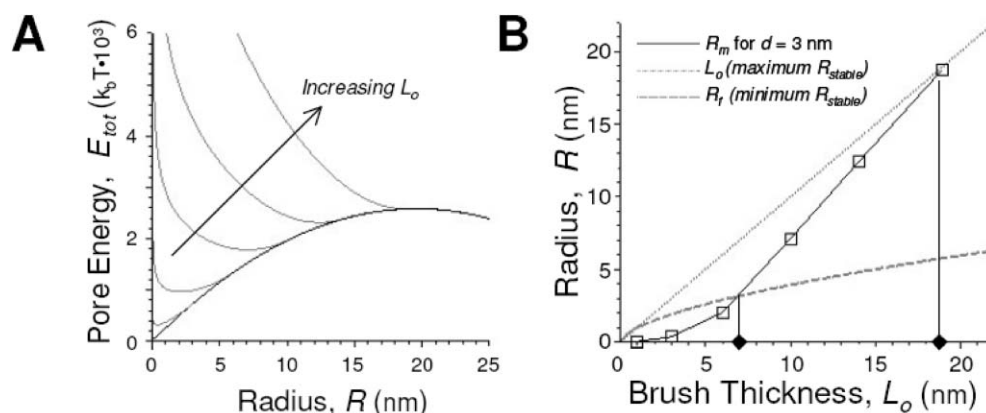 A
Pore Energy, E_tot (k_bT•10³)
6
4
2
0
Increasing L_o
0 5 10 15 20 25
Radius, R (nm)
B
Radius, R (nm)
20
15
10
5
0
R_m for d = 3 nm
L_o (maximum R_stable)
R_f (minimum R_stable)
0 5 10 15 20
Brush Thickness, L_o (nm)